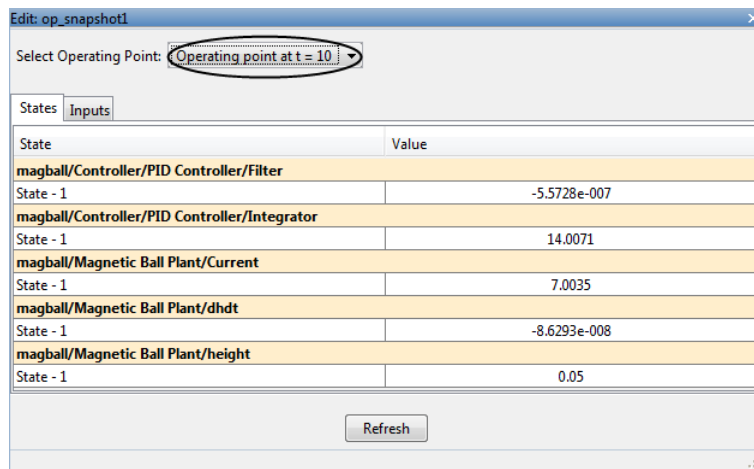 Edit: op_snapshot1
Select Operating Point: Operating point at t = 10
States Inputs
State Value
magball/Controller/PID Controller/Filter
State - 1 -5.5728e-007
magball/Controller/PID Controller/Integrator
State - 1 14.0071
magball/Magnetic Ball Plant/Current
State - 1 7.0035
magball/Magnetic Ball Plant/dhdt
State - 1 -8.6293e-008
magball/Magnetic Ball Plant/height
State - 1 0.05
Refresh